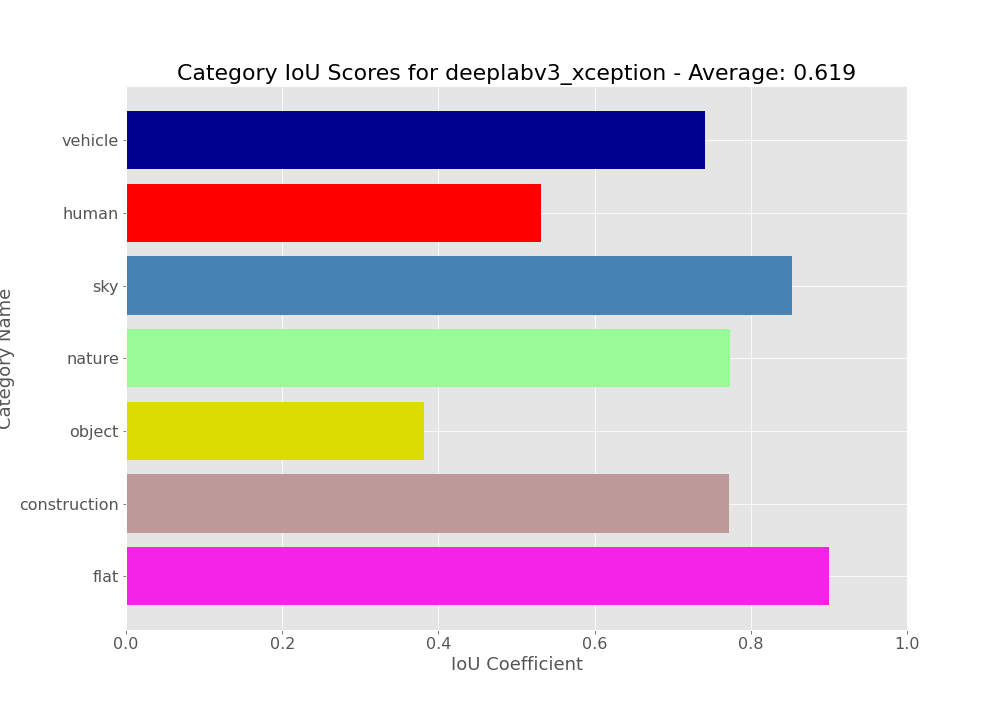 Category IoU Scores for deeplabv3_xception - Average: 0.619
Category Name
vehicle
human
sky
nature
object
construction
flat
0.0 0.2 0.4 0.6 0.8 1.0
IoU Coefficient